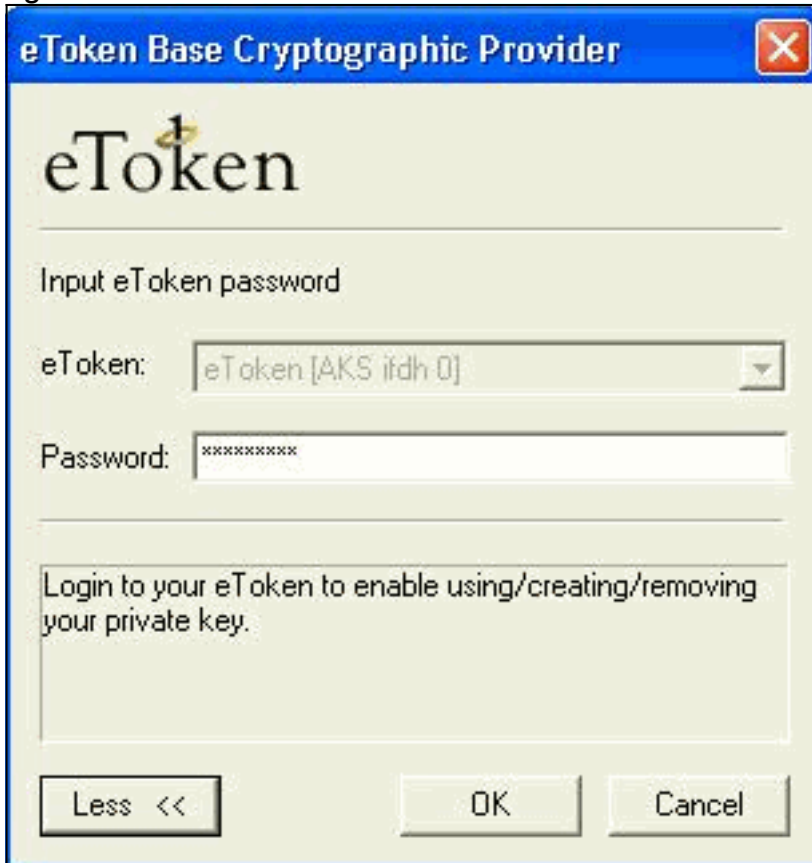 eToken Base Cryptographic Provider
eToken
Input eToken password
eToken: eToken [AKS ifdh 0]
Password: *********
Login to your eToken to enable using/creating/removing
your private key.
Less << OK Cancel